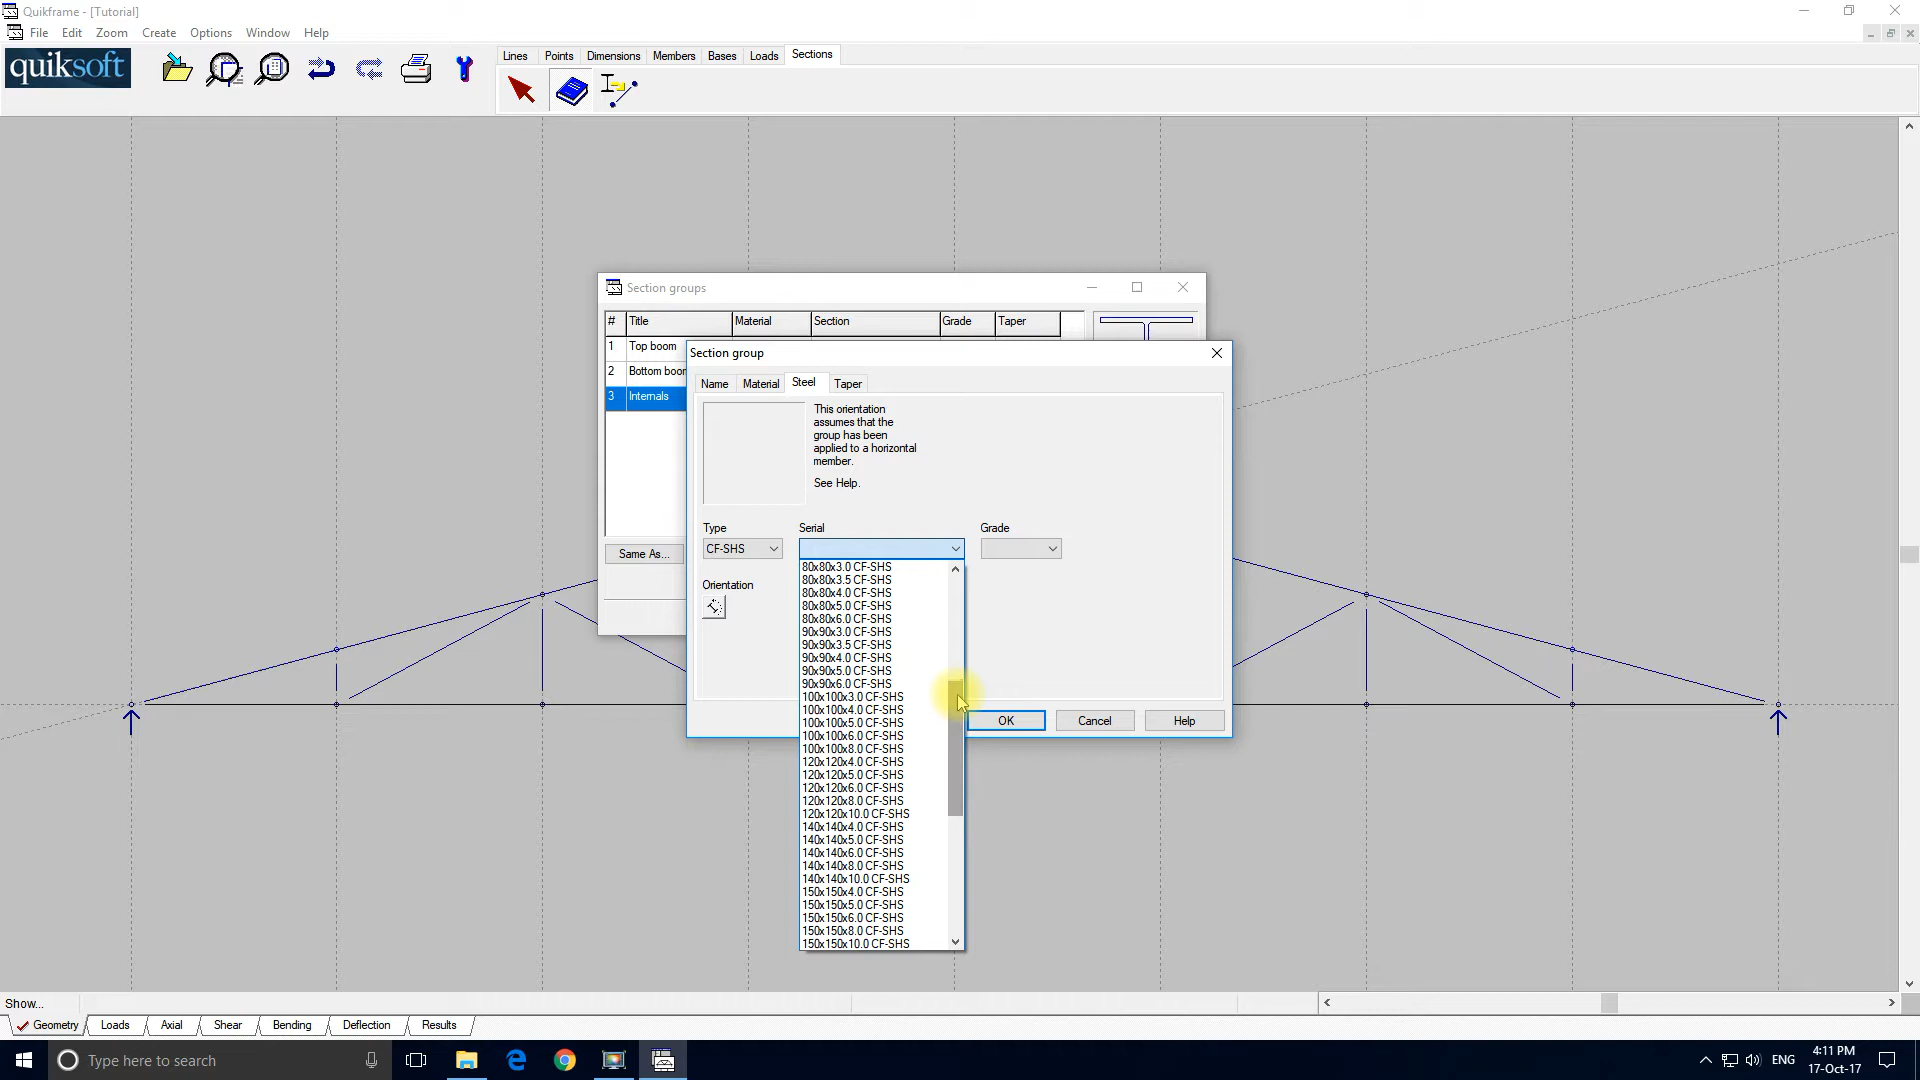 Quikframe - [Tutorial]
File Edit Zoom Create Options Window Help
quiksoft
Lines Points Dimensions Members Bases Loads Sections
Section groups
# Title Material Section Grade Taper
1 Top boom
2 Bottom boom
3 Internals
Same As...
Section group
Name Material Steel Taper
This orientation
assumes that the
group has been
applied to a horizontal
member.
See Help.
Type Serial Grade
CF-SHS
Orientation
80x80x3.0 CF-SHS
80x80x3.5 CF-SHS
80x80x4.0 CF-SHS
80x80x5.0 CF-SHS
80x80x6.0 CF-SHS
90x90x3.0 CF-SHS
90x90x3.5 CF-SHS
90x90x4.0 CF-SHS
90x90x5.0 CF-SHS
90x90x6.0 CF-SHS
100x100x3.0 CF-SHS
100x100x4.0 CF-SHS
100x100x5.0 CF-SHS
100x100x6.0 CF-SHS
100x100x8.0 CF-SHS
120x120x4.0 CF-SHS
120x120x5.0 CF-SHS
120x120x6.0 CF-SHS
120x120x8.0 CF-SHS
120x120x10.0 CF-SHS
140x140x4.0 CF-SHS
140x140x5.0 CF-SHS
140x140x6.0 CF-SHS
140x140x8.0 CF-SHS
140x140x10.0 CF-SHS
150x150x4.0 CF-SHS
150x150x5.0 CF-SHS
150x150x6.0 CF-SHS
150x150x8.0 CF-SHS
150x150x10.0 CF-SHS
OK Cancel Help
Show...
Geometry Loads Axial Shear Bending Deflection Results
Type here to search
ENG
4:11 PM
17-Oct-17